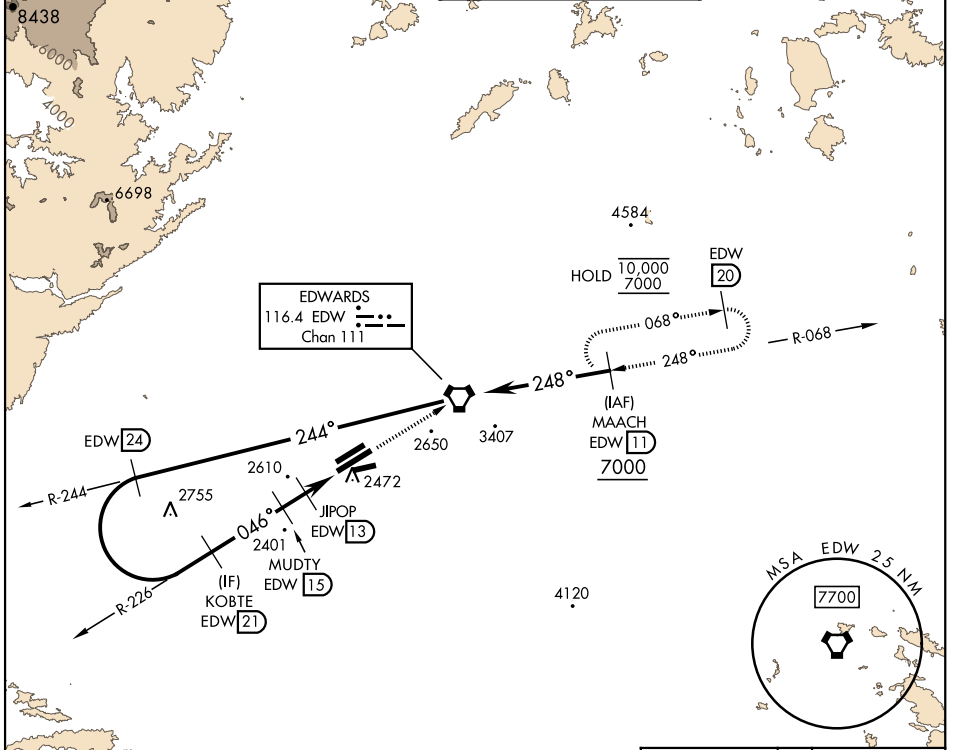 8438
6000
4000
6698
4584
EDW
20
HOLD 10,000
7000
068°
R-068
248°
EDWARDS
116.4 EDW
Chan 111
248°
(IAF)
MAACH
EDW 11
7000
244°
EDW 24
2650
3407
2610
2472
R-244
2755
046°
JIPOP
EDW 13
2401
MUDTY
EDW 15
(IF)
KOBTE
EDW 21
R-226
4120
MSA EDW 25 NM
7700